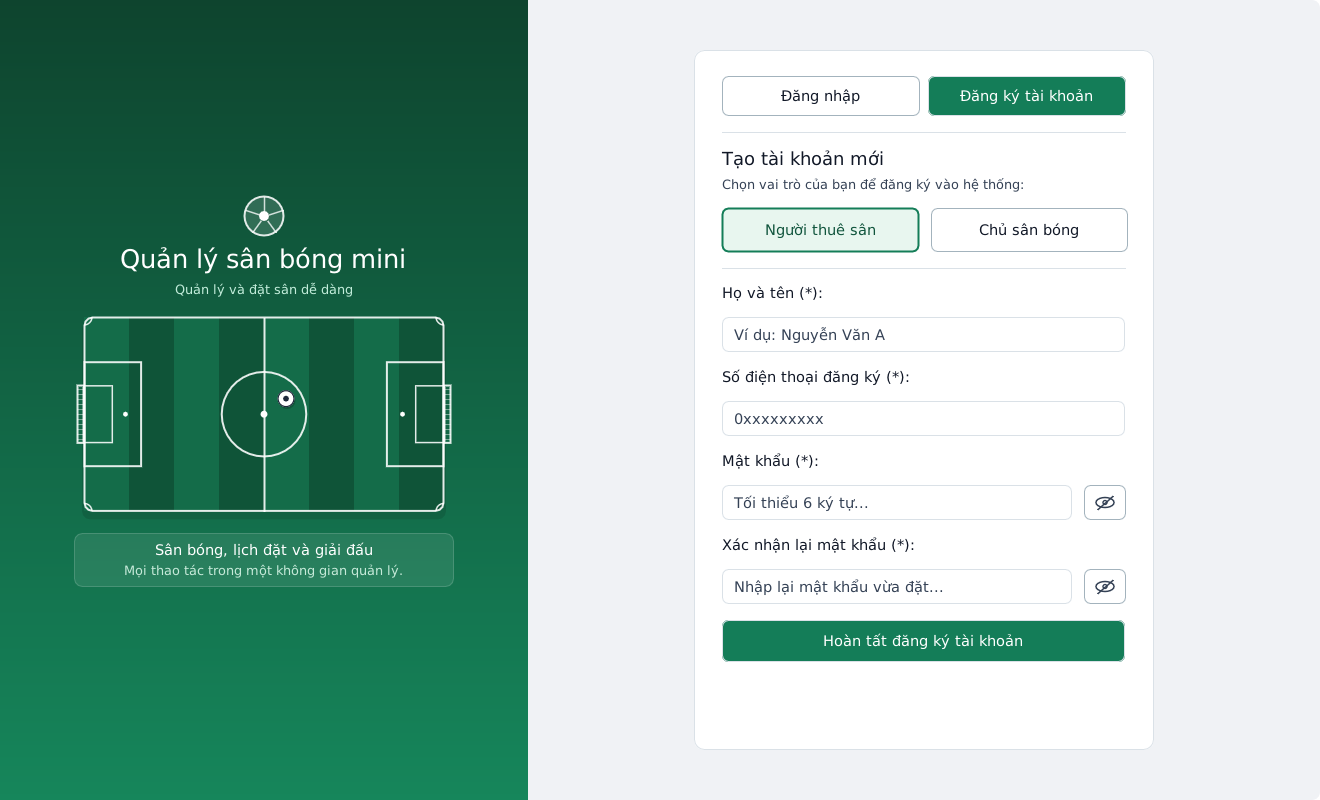 Quản lý sân bóng mini
Quản lý và đặt sân dễ dàng
Sân bóng, lịch đặt và giải đấu
Mọi thao tác trong một không gian quản lý.
Đăng nhập
Đăng ký tài khoản
Tạo tài khoản mới
Chọn vai trò của bạn để đăng ký vào hệ thống:
Người thuê sân
Chủ sân bóng
Họ và tên (*):
Ví dụ: Nguyễn Văn A
Số điện thoại đăng ký (*):
0xxxxxxxxx
Mật khẩu (*):
Tối thiểu 6 ký tự...
Xác nhận lại mật khẩu (*):
Nhập lại mật khẩu vừa đặt...
Hoàn tất đăng ký tài khoản